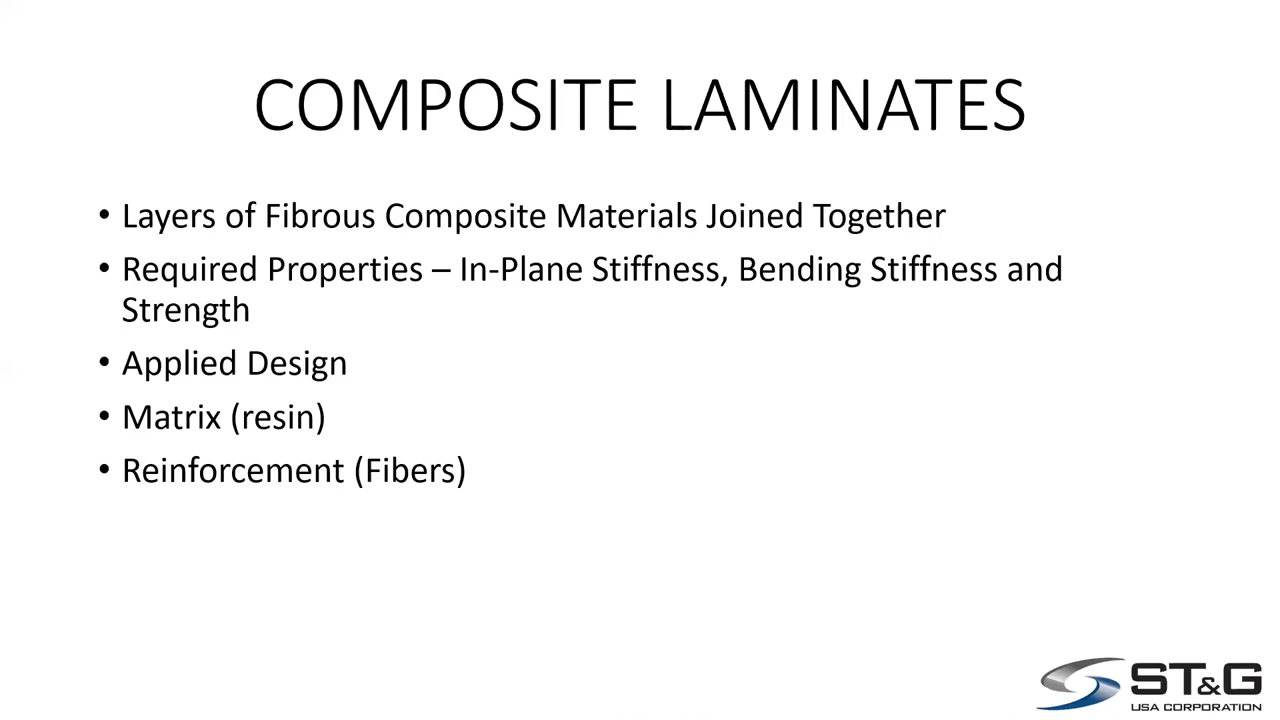 COMPOSITE LAMINATES
• Layers of Fibrous Composite Materials Joined Together
• Required Properties – In-Plane Stiffness, Bending Stiffness and
Strength
• Applied Design
• Matrix (resin)
• Reinforcement (Fibers)
ST&G
USA CORPORATION